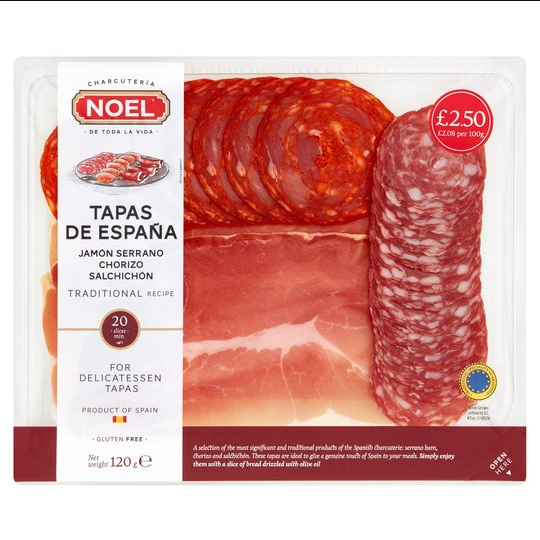 CHARCUTERÍA
NOEL
· DE TODA LA VIDA ·
TAPAS
DE ESPAÑA
JAMÓN SERRANO
CHORIZO
SALCHICHÓN
TRADITIONAL RECIPE
20
slices
min.
FOR
DELICATESSEN
TAPAS
PRODUCT OF SPAIN
· GLUTEN FREE ·
Net
weight 120 g ℮
£2.50
£2.08 per 100g
A selection of the most significant and traditional products of the Spanish charcuterie: serrano ham,
chorizo and salchichón. These tapas are ideal to give a genuine touch of Spain to your meals. Simply enjoy
them with a slice of bread drizzled with olive oil
OPEN
HERE